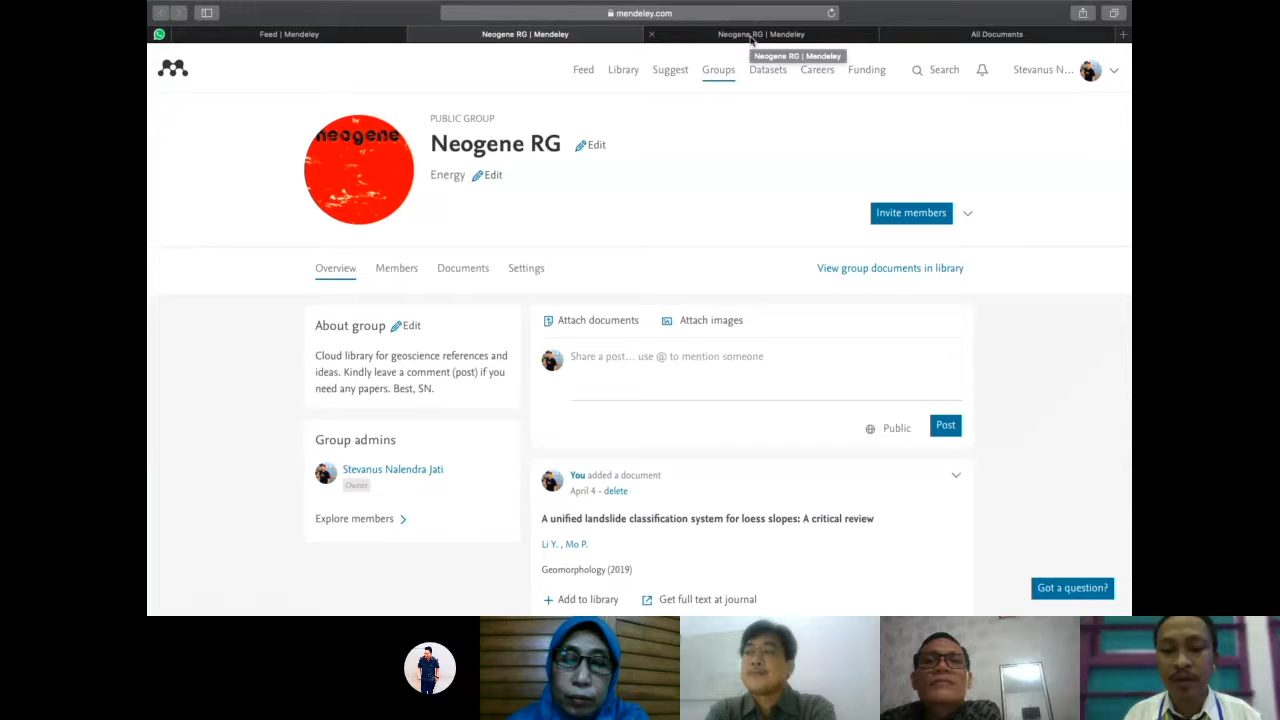 mendeley.com
Feed | Mendeley
Neogene RG | Mendeley
Neogene RG | Mendeley
All Documents
Neogene RG | Mendeley
Feed
Library
Suggest
Groups
Datasets
Careers
Funding
Search
Stevanus N...
neogene
PUBLIC GROUP
Neogene RG
Edit
Energy
Edit
Invite members
Overview
Members
Documents
Settings
View group documents in library
About group
Edit
Cloud library for geoscience references and
ideas. Kindly leave a comment (post) if you
need any papers. Best, SN.
Group admins
Stevanus Nalendra Jati
Owner
Explore members
Attach documents
Attach images
Share a post... use @ to mention someone
Public
Post
You added a document
April 4 - delete
A unified landslide classification system for loess slopes: A critical review
Li Y. , Mo P.
Geomorphology (2019)
Add to library
Get full text at journal
Got a question?